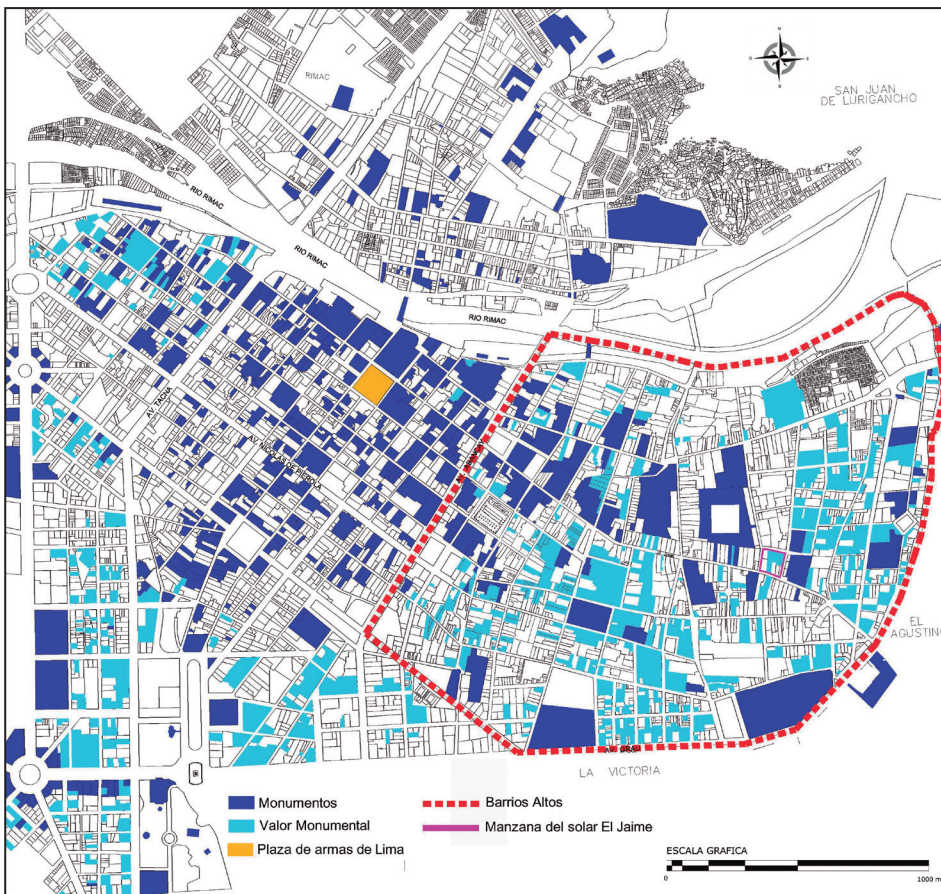 N
E
S
RIMAC
SAN JUAN
DE LURIGANCHO
RIO RIMAC
RIO RIMAC
RIO RIMAC
AV. TACNA
AV. NICOLAS DE PIEROLA
EL
AGUSTINO
AV. GRAU
LA VICTORIA
Monumentos
Valor Monumental
Plaza de armas de Lima
Barrios Altos
Manzana del solar El Jaime
ESCALA GRAFICA
0
1000 m